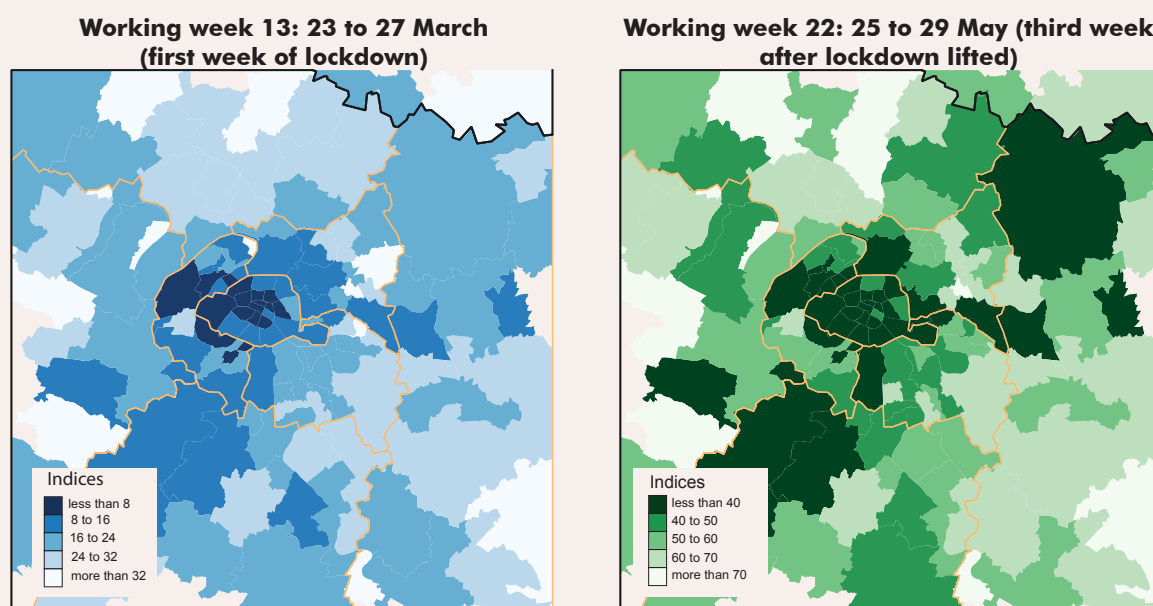 Working week 13: 23 to 27 March
(first week of lockdown)
Indices
less than 8
8 to 16
16 to 24
24 to 32
more than 32
Working week 22: 25 to 29 May (third week
after lockdown lifted)
Indices
less than 40
40 to 50
50 to 60
60 to 70
more than 70